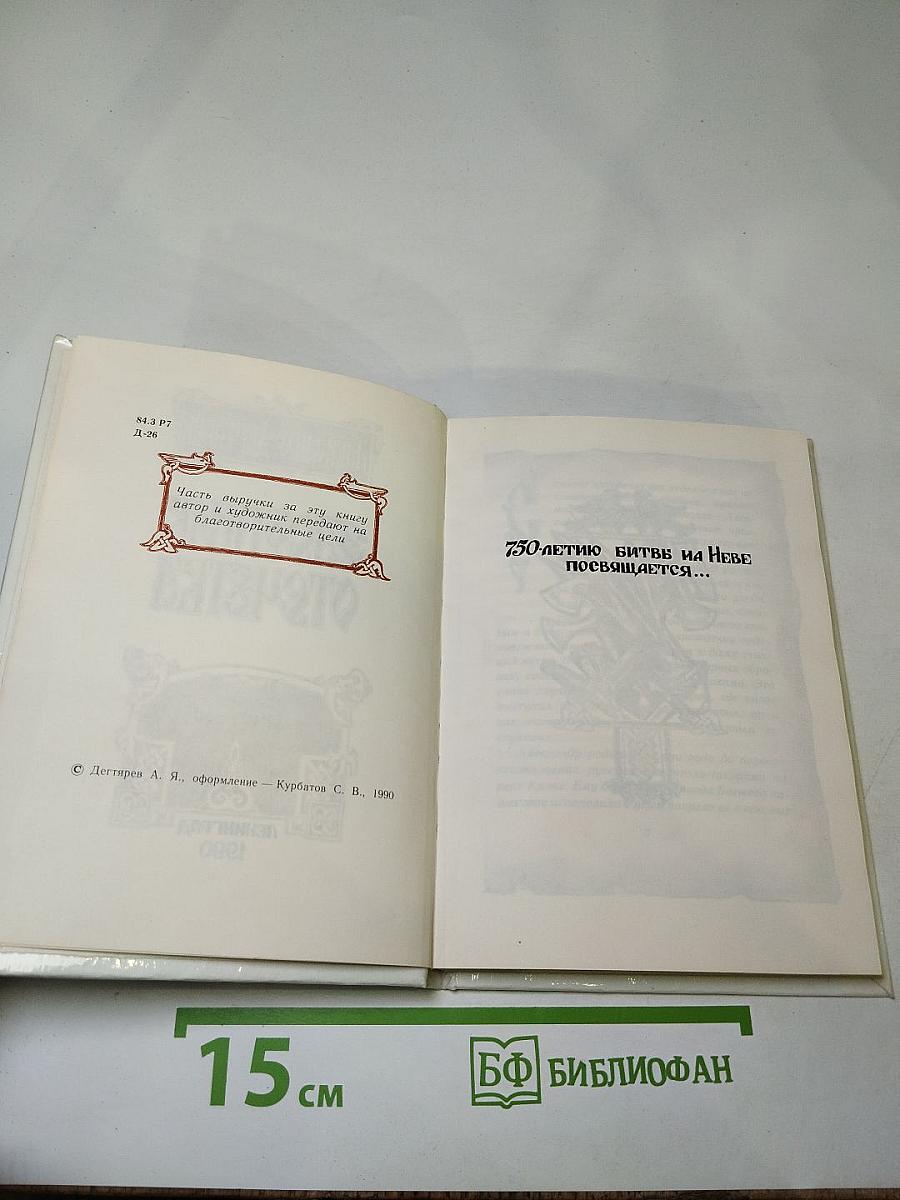 84.3 Р7
Д-26
Часть выручки за эту книгу
автор и художник передают на
благотворительные цели
© Дегтярев А. Я., оформление — Курбатов С. В., 1990
750-летию битвы на Неве
посвящается...
15 см
БФ БИБЛИОФАН